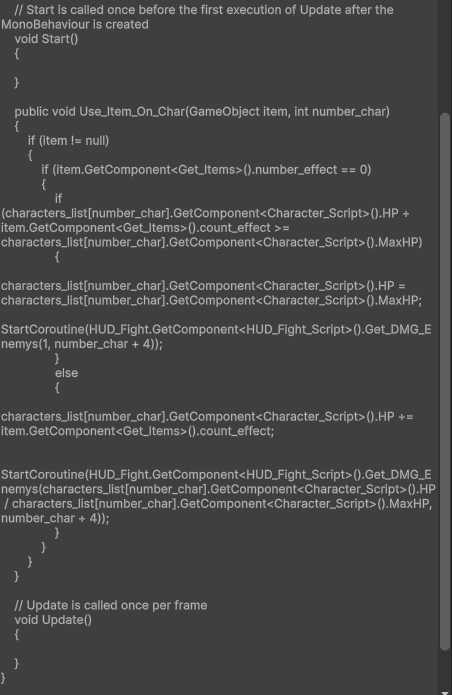 // Start is called once before the first execution of Update after the
MonoBehaviour is created
void Start()
{
}
public void Use_Item_On_Char(GameObject item, int number_char)
{
if (item != null)
{
if (item.GetComponent<Get_Items>().number_effect == 0)
{
if
(characters_list[number_char].GetComponent<Character_Script>().HP +
item.GetComponent<Get_Items>().count_effect >=
characters_list[number_char].GetComponent<Character_Script>().MaxHP)
{
characters_list[number_char].GetComponent<Character_Script>().HP =
characters_list[number_char].GetComponent<Character_Script>().MaxHP;
StartCoroutine(HUD_Fight.GetComponent<HUD_Fight_Script>().Get_DMG_E
nemys(1, number_char + 4));
}
else
{
characters_list[number_char].GetComponent<Character_Script>().HP +=
item.GetComponent<Get_Items>().count_effect;
StartCoroutine(HUD_Fight.GetComponent<HUD_Fight_Script>().Get_DMG_E
nemys(characters_list[number_char].GetComponent<Character_Script>().HP
/ characters_list[number_char].GetComponent<Character_Script>().MaxHP,
number_char + 4));
}
}
}
}
// Update is called once per frame
void Update()
{
}
}